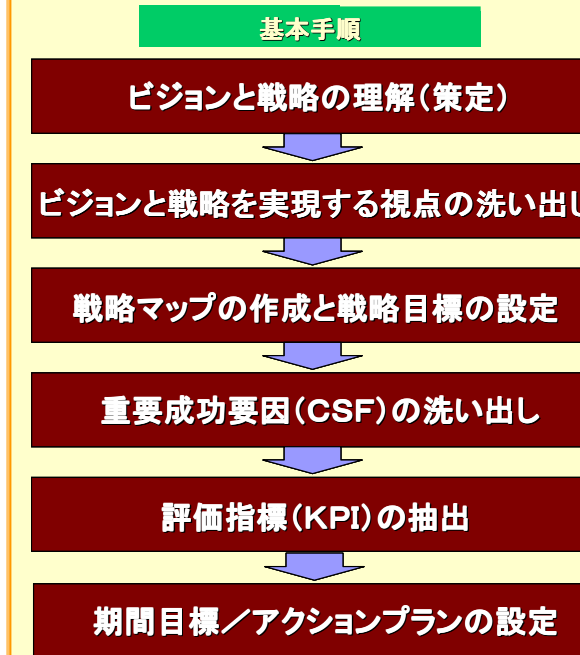 基本手順
ビジョンと戦略の理解（策定）
ビジョンと戦略を実現する視点の洗い出し
戦略マップの作成と戦略目標の設定
重要成功要因（CSF）の洗い出し
評価指標（KPI）の抽出
期間目標／アクションプランの設定